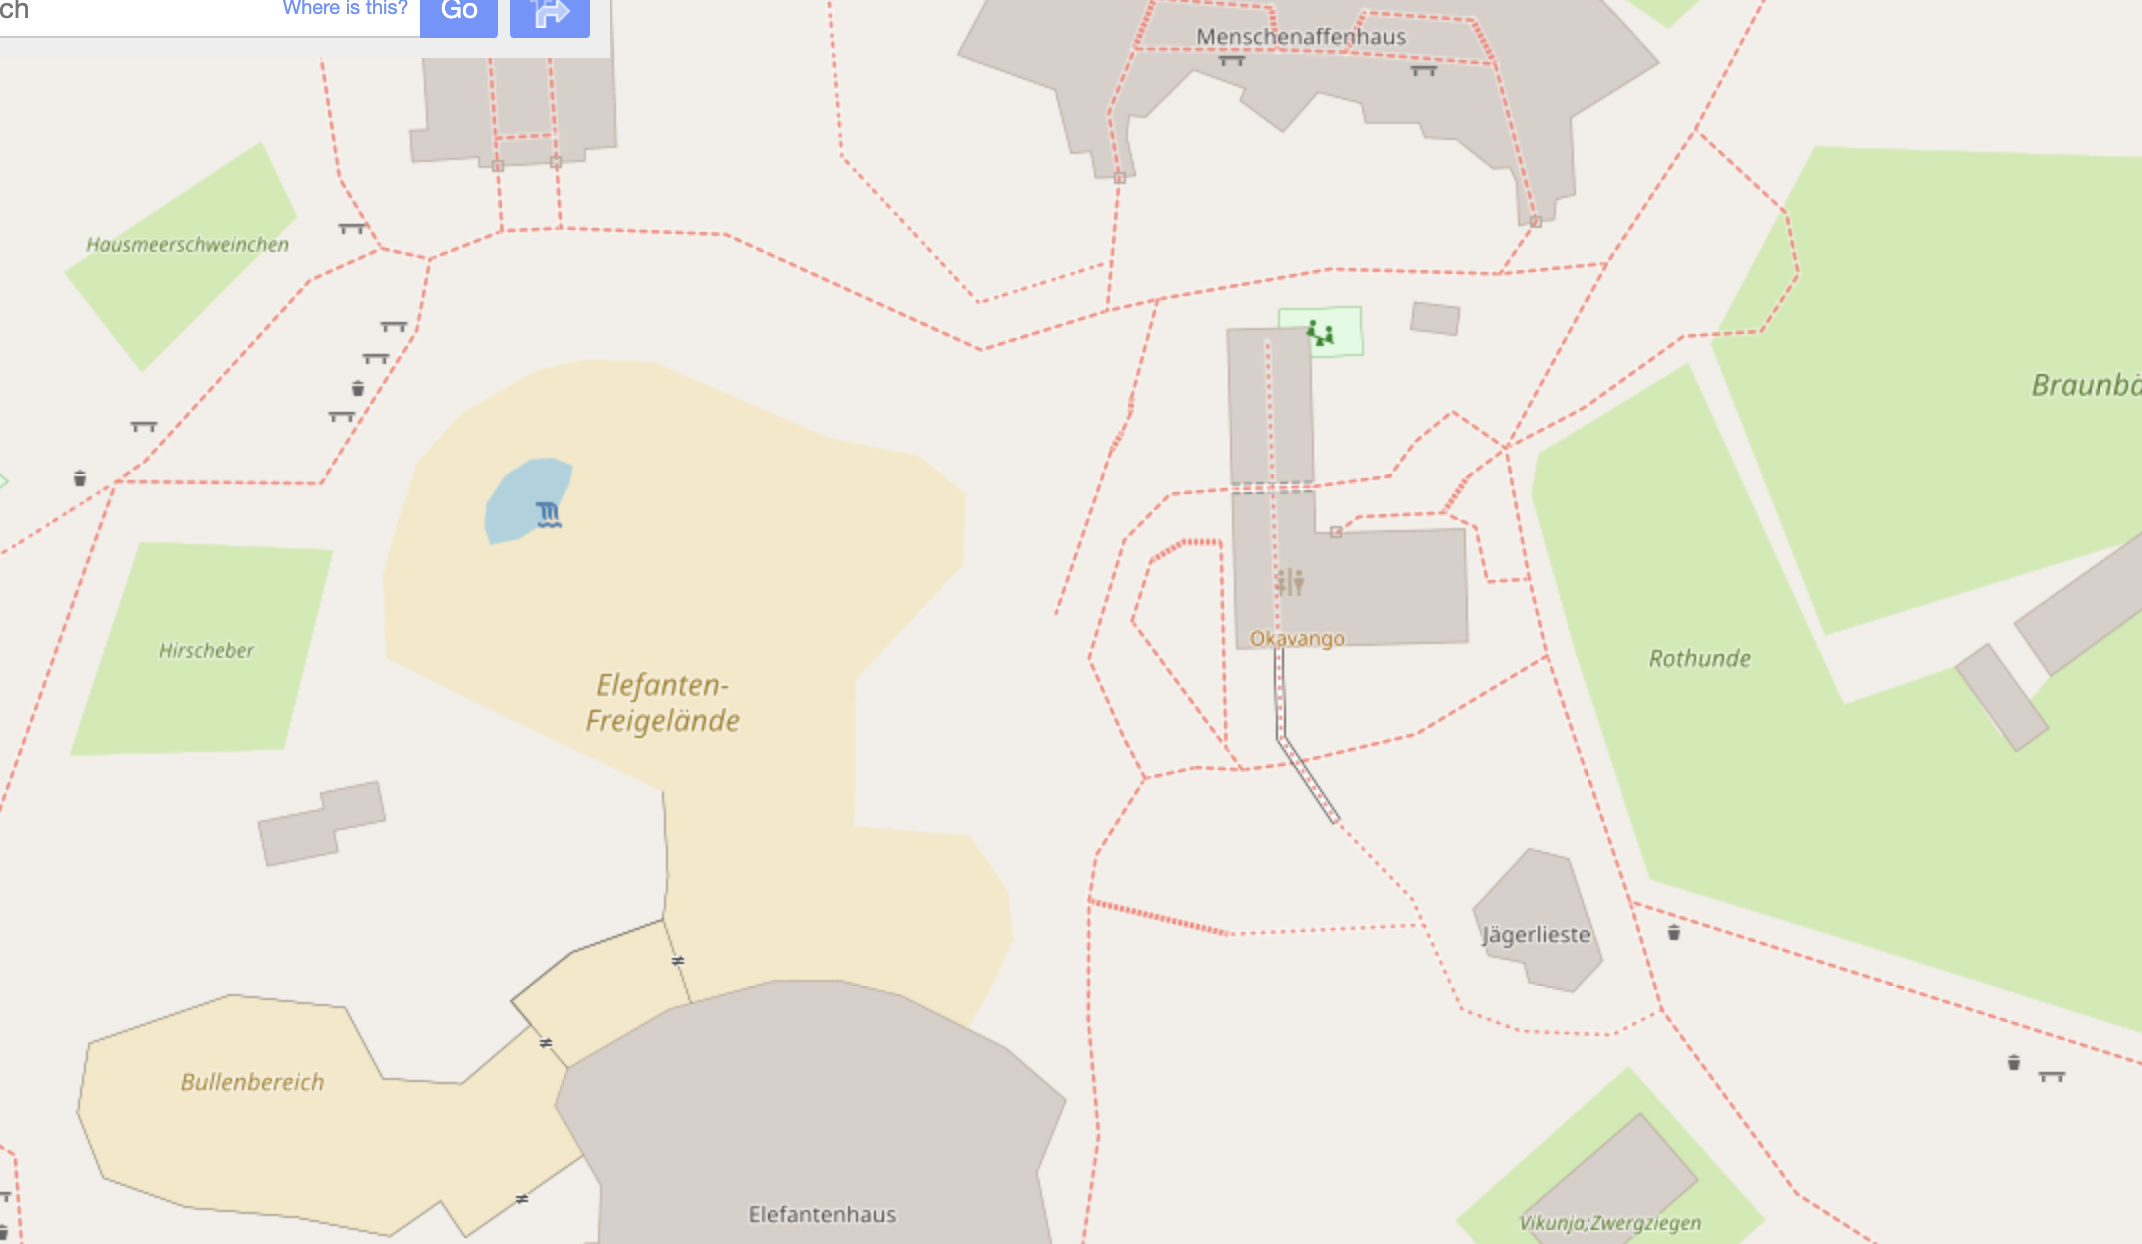 ch
Where is this?
Go
Menschenaffenhaus
Hausmeerschweinchen
Braunbä
Hirscheber
Elefanten-
Freigelände
Okavango
Rothunde
Jägerlieste
Bullenbereich
Elefantenhaus
Vikunja;Zwergziegen